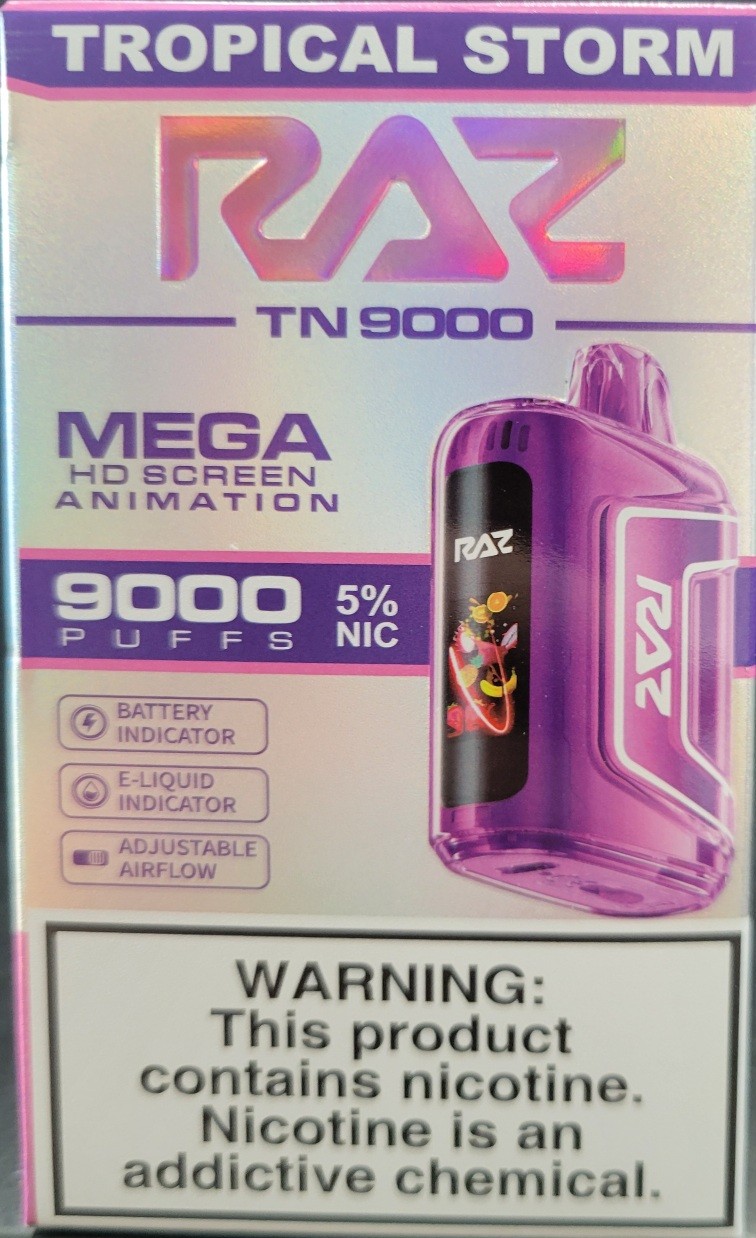 TROPICAL STORM
RAZ
TN 9000
MEGA
HD SCREEN
ANIMATION
9000
PUFFS
5%
NIC
BATTERY
INDICATOR
E-LIQUID
INDICATOR
ADJUSTABLE
AIRFLOW
RAZ
RAZ
WARNING:
This product
contains nicotine.
Nicotine is an
addictive chemical.